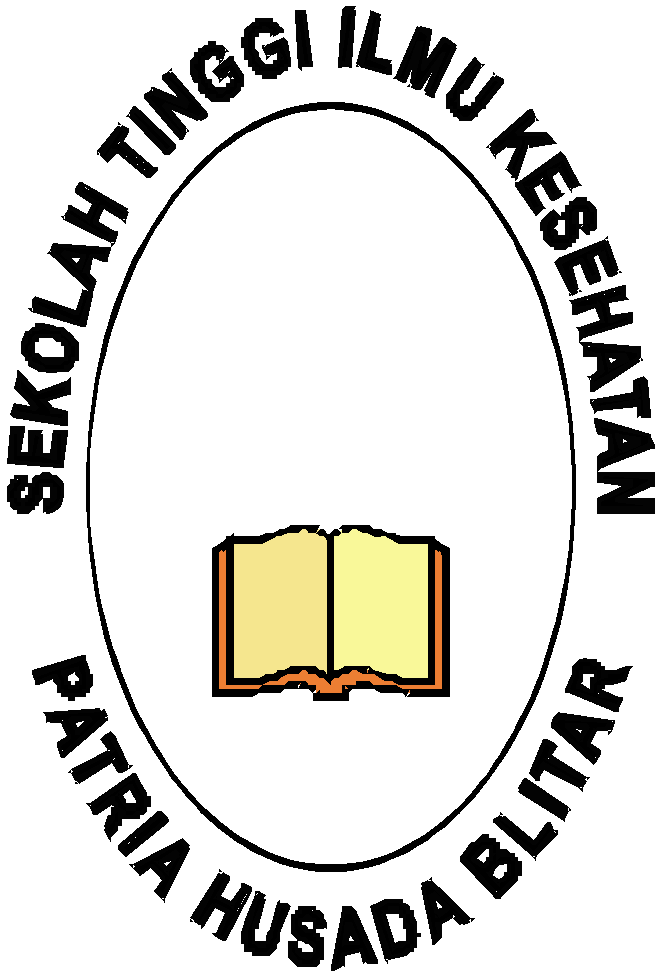 SEKOLAH TINGGI ILMU KESEHATAN
PATRIA HUSADA BLITAR